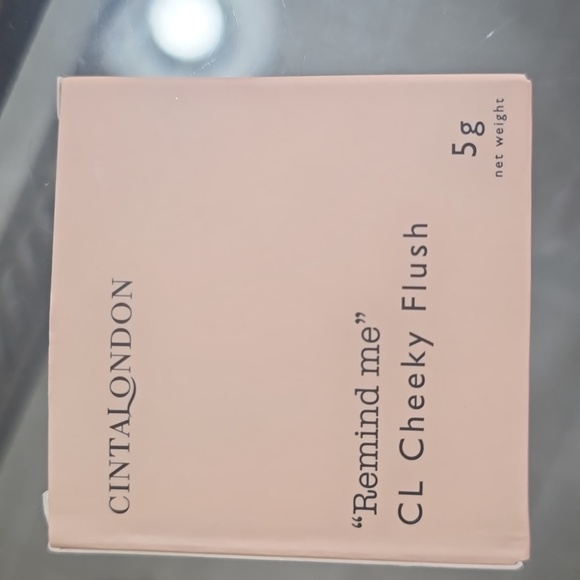 CINTALONDON
“Remind me”
CL Cheeky Flush
5g
net weight